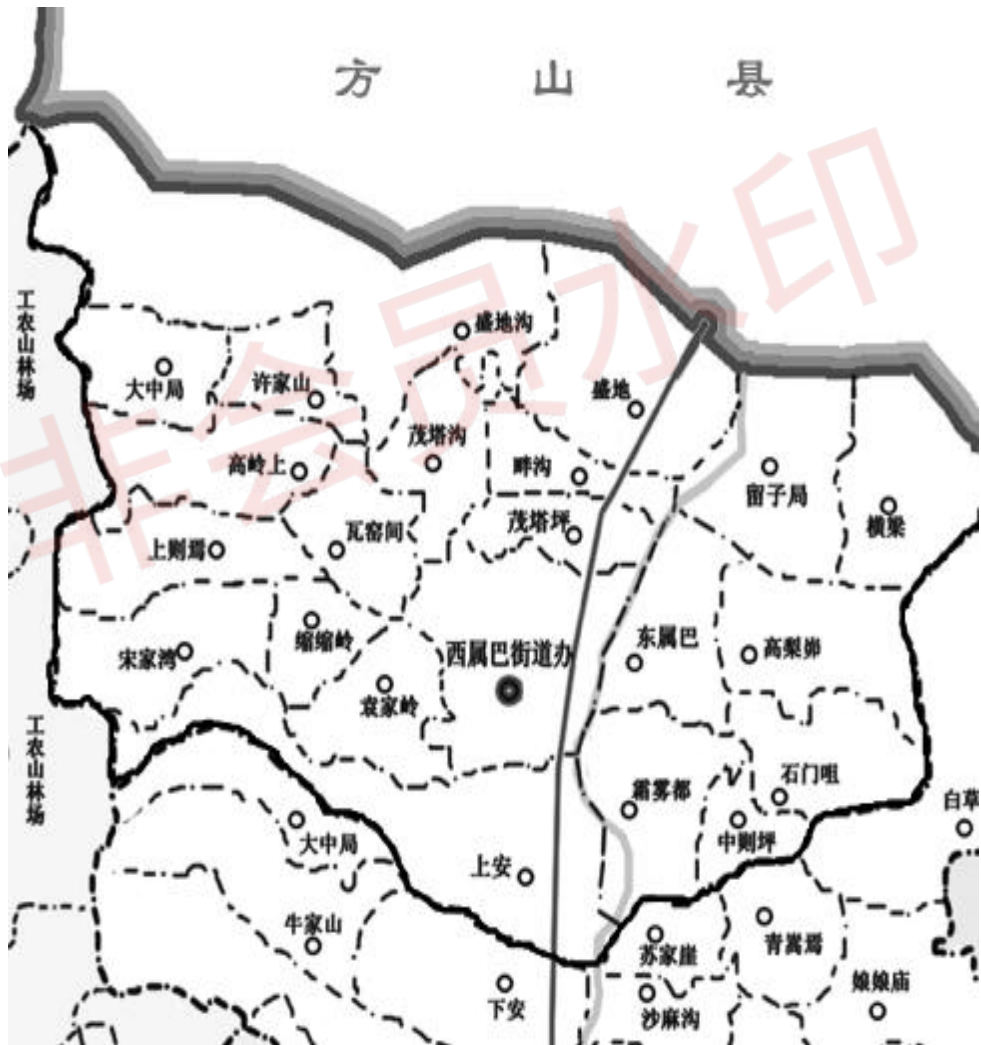 方山县
工农山林场
盛地沟
大中局
许家山
盛地
茂塔沟
高岭上
畔沟
留子局
横梁
茂塔坪
瓦窑间
上则焉
缩缩岭
东属巴
宋家湾
西属巴街道办
高梨峁
袁家岭
工农山林场
石门咀
霜雾都
白草
中则坪
大中局
上安
牛家山
苏家崖
青蒿焉
娘娘庙
下安
沙麻沟
非会员水印